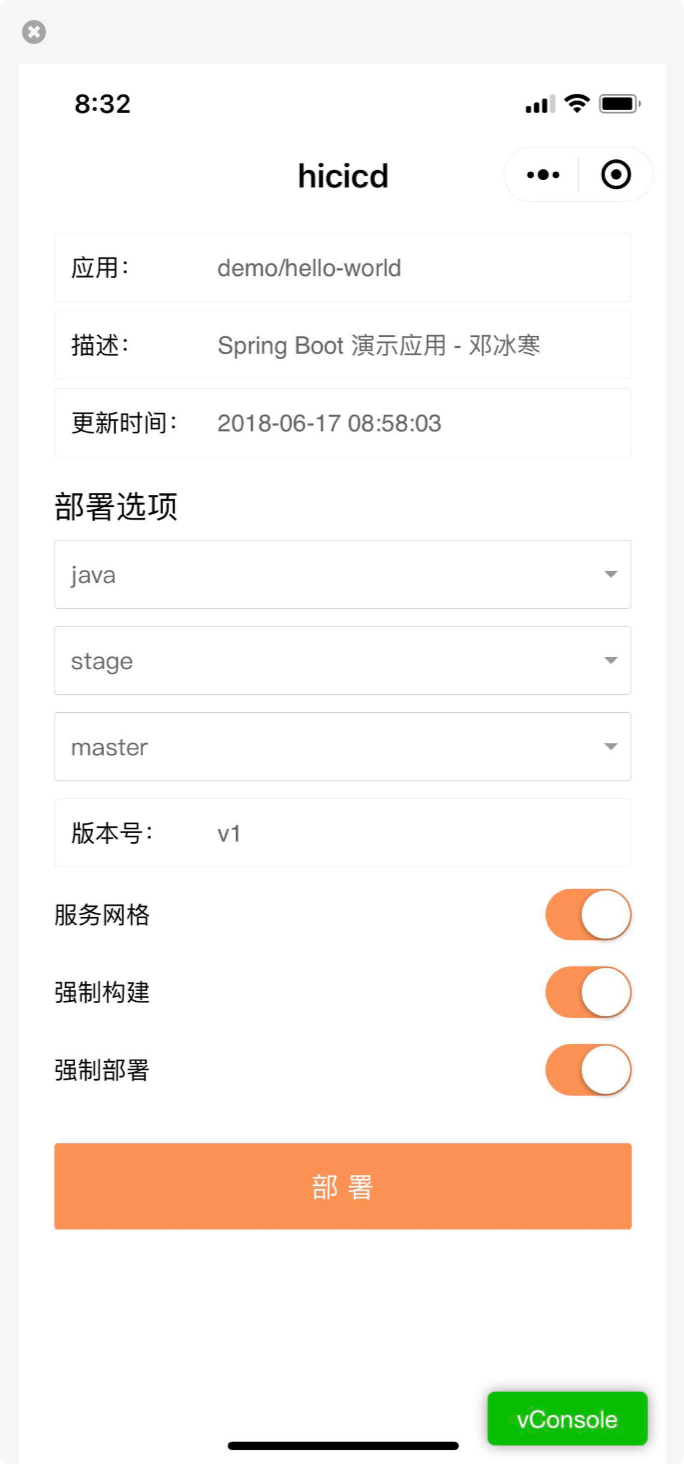 8:32
hicicd
应用： demo/hello-world
描述： Spring Boot 演示应用 - 邓冰寒
更新时间： 2018-06-17 08:58:03
部署选项
java
stage
master
版本号： v1
服务网格
强制构建
强制部署
部 署
vConsole